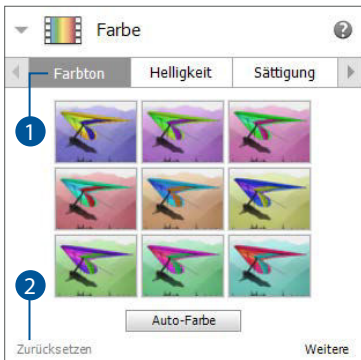 Farbe
Farbton Helligkeit Sättigung
1
2
Auto-Farbe
Zurücksetzen Weitere